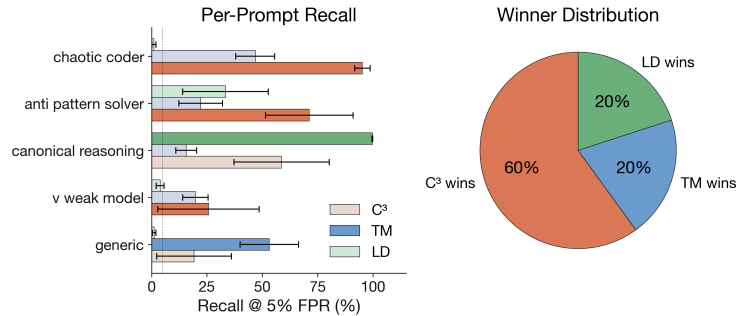 Per-Prompt Recall
chaotic coder
anti pattern solver
canonical reasoning
v weak model
generic
C³
TM
LD
0 25 50 75 100
Recall @ 5% FPR (%)
Winner Distribution
LD wins
20%
TM wins
20%
C³ wins
60%